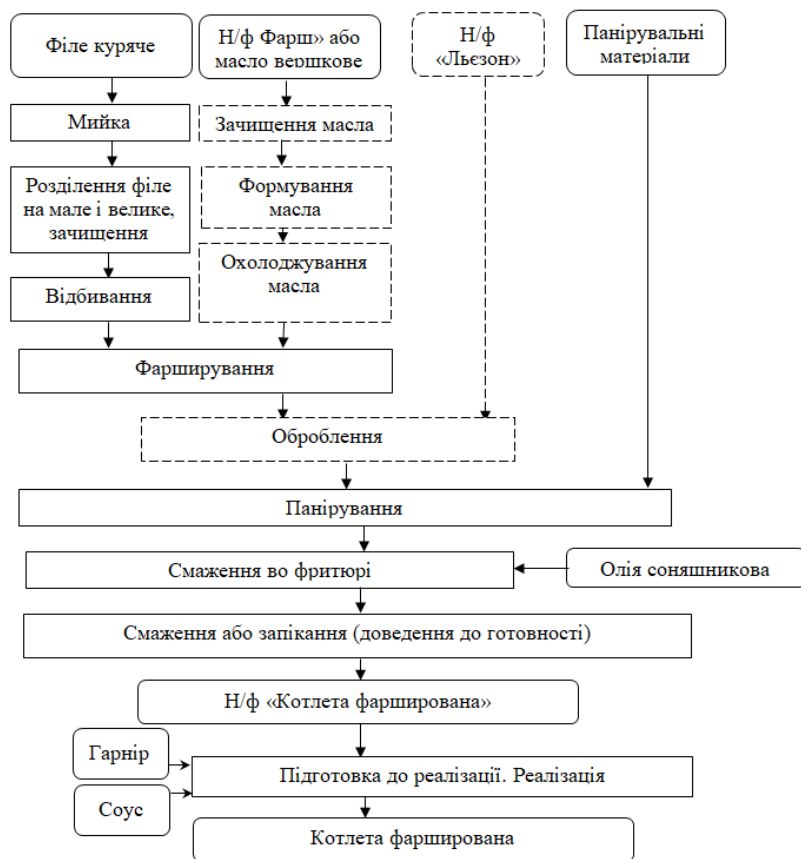 Філе куряче
Н/ф Фарш» або
масло вершкове
Н/ф
«Льєзон»
Панірувальні
матеріали
Мийка
Зачищення масла
Розділення філе
на мале і велике,
зачищення
Формування
масла
Охолоджування
масла
Відбивання
Фарширування
Оброблення
Панірування
Смаження во фритюрі
Олія соняшникова
Смаження або запікання (доведення до готовності)
Н/ф «Котлета фарширована»
Гарнір
Підготовка до реалізації. Реалізація
Соус
Котлета фарширована